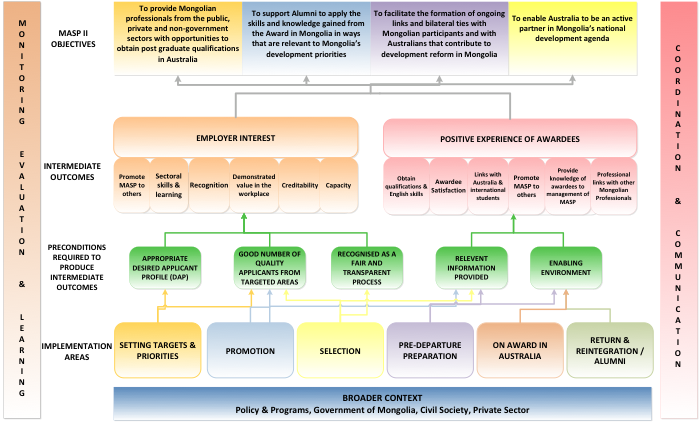 MONITORING EVALUATION & LEARNING
MASP II
OBJECTIVES
To provide Mongolian
professionals from the public,
private and non-government
sectors with opportunities to
obtain post graduate qualifications
in Australia
To support Alumni to apply the
skills and knowledge gained from
the Award in Mongolia in ways
that are relevant to Mongolia's
development priorities
To facilitate the formation of ongoing
links and bilateral ties with
Mongolian participants and with
Australians that contribute to
development reform in Mongolia
To enable Australia to be an active
partner in Mongolia's national
development agenda
COORDINATION & COMMUNICATION
EMPLOYER INTEREST
POSITIVE EXPERIENCE OF AWARDEES
INTERMEDIATE
OUTCOMES
Promote
MASP to
others
Sectoral
skills &
learning
Recognition
Demonstrated
value in the
workplace
Creditability
Capacity
Obtain
qualifications &
English skills
Awardee
Satisfaction
Links with
Australia &
international
students
Promote
MASP to
others
Provide
knowledge of
awardees to
management of
MASP
Professional
links with other
Mongolian
Professionals
PRECONDITIONS
REQUIRED TO
PRODUCE
INTERMEDIATE
OUTCOMES
APPROPRIATE
DESIRED APPLICANT
PROFILE (DAP)
GOOD NUMBER OF
QUALITY
APPLICANTS FROM
TARGETED AREAS
RECOGNISED AS A
FAIR AND
TRANSPARENT
PROCESS
RELEVENT
INFORMATION
PROVIDED
ENABLING
ENVIRONMENT
IMPLEMENTATION
AREAS
SETTING TARGETS &
PRIORITIES
PROMOTION
SELECTION
PRE-DEPARTURE
PREPARATION
ON AWARD IN
AUSTRALIA
RETURN &
REINTEGRATION /
ALUMNI
BROADER CONTEXT
Policy & Programs, Government of Mongolia, Civil Society, Private Sector